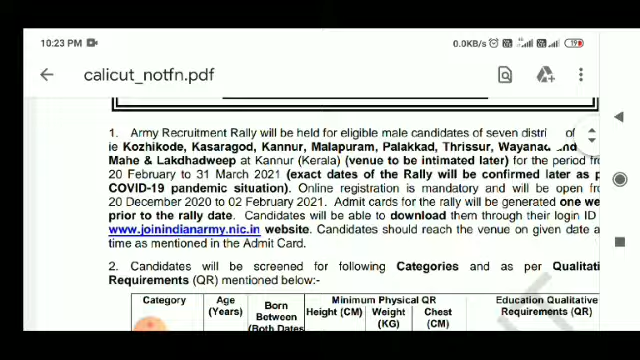 10:23 PM
0.0KB/s
19
calicut_notfn.pdf
1. Army Recruitment Rally will be held for eligible male candidates of seven distri of
ie Kozhikode, Kasaragod, Kannur, Malapuram, Palakkad, Thrissur, Wayanad and
Mahe & Lakdhadweep at Kannur (Kerala) (venue to be intimated later) for the period fro
20 February to 31 March 2021 (exact dates of the Rally will be confirmed later as p
COVID-19 pandemic situation). Online registration is mandatory and will be open fro
20 December 2020 to 02 February 2021. Admit cards for the rally will be generated one we
prior to the rally date. Candidates will be able to download them through their login ID
www.joinindianarmy.nic.in website. Candidates should reach the venue on given date a
time as mentioned in the Admit Card.
2. Candidates will be screened for following Categories and as per Qualitati
Requirements (QR) mentioned below:-
Category Age Born Minimum Physical QR Education Qualitative
(Years) Between Height (CM) Weight Chest Requirements (QR)
(Both Dates (KG) (CM)